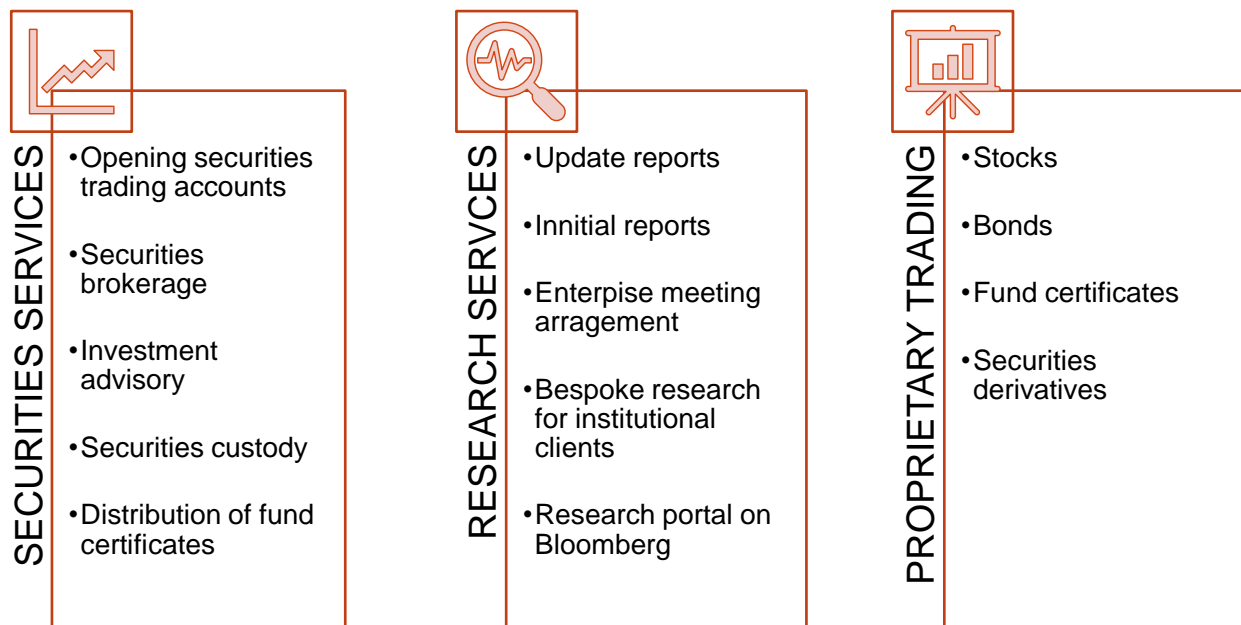 SECURITIES SERVICES
•Opening securities
trading accounts
•Securities
brokerage
•Investment
advisory
•Securities custody
•Distribution of fund
certificates
RESEARCH SERVCES
•Update reports
•Innitial reports
•Enterpise meeting
arragement
•Bespoke research
for institutional
clients
•Research portal on
Bloomberg
PROPRIETARY TRADING
•Stocks
•Bonds
•Fund certificates
•Securities
derivatives